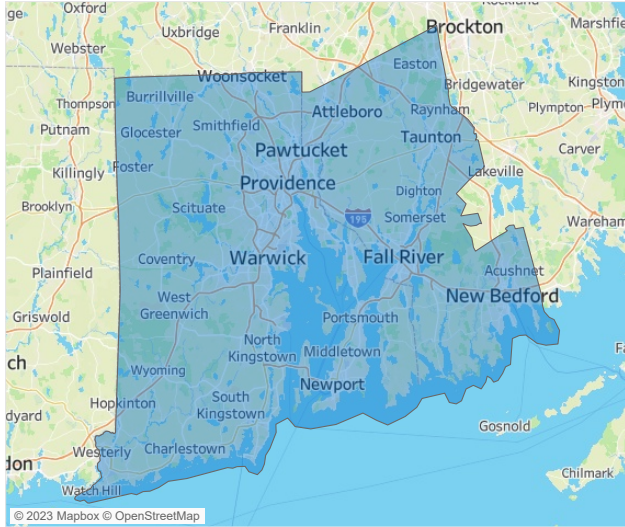 Oxford
Uxbridge
Franklin
Brockton
Webster
Easton
Woonsocket
Bridgewater
Kingston
Thompson
Burrillville
Attleboro
Raynham
Plympton
Putnam
Glocester
Smithfield
Taunton
Pawtucket
Carver
Killingly
Foster
Lakeville
Providence
Dighton
Brooklyn
Scituate
195
Somerset
Wareham
Plainfield
Coventry
Warwick
Fall River
Acushnet
West
Greenwich
New Bedford
Griswold
Portsmouth
North
Kingstown
Middletown
ch
Wyoming
Newport
Hopkinton
South
Kingstown
dyard
Gosnold
Westerly
Charlestown
don
Chilmark
Watch Hill
© 2023 Mapbox © OpenStreetMap